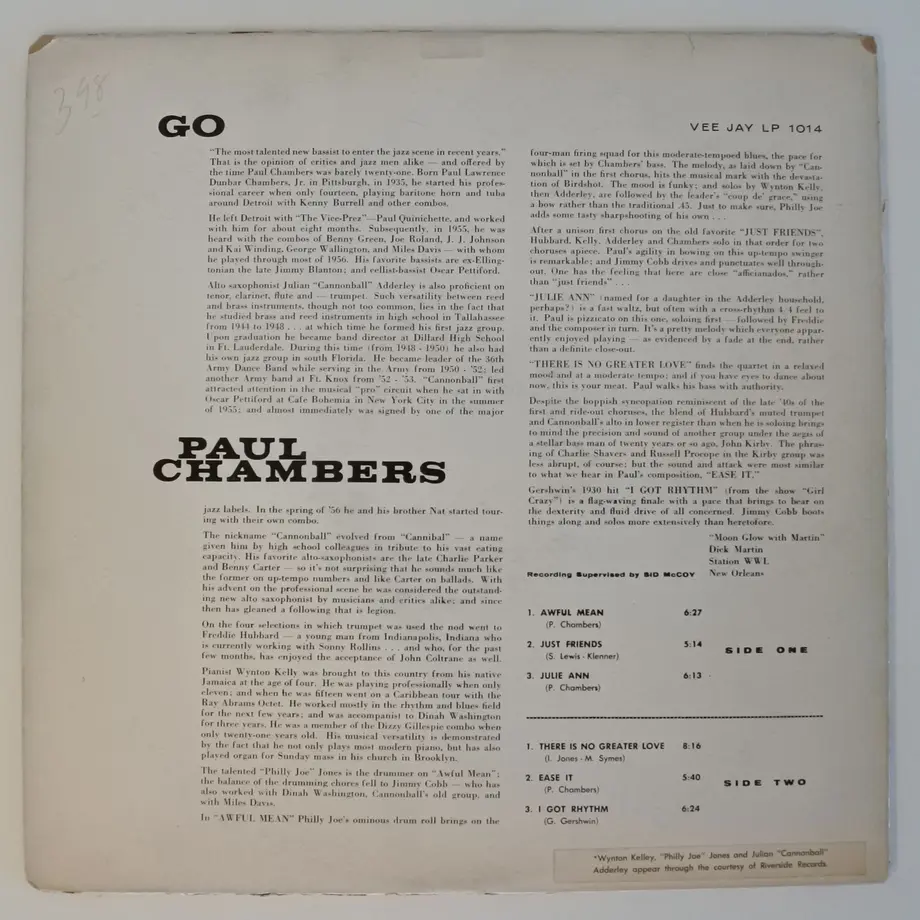 398
GO
VEE JAY LP 1014
"The most talented new bassist to enter the jazz scene in recent years."
That is the opinion of critics and jazz men alike — and offered by
the time Paul Chambers was barely twenty-one. Born Paul Lawrence
Dunbar Chambers, Jr. in Pittsburgh, in 1935, he started his profes-
sional career when only fourteen, playing baritone horn and tuba
around Detroit with Kenny Burrell and other combos.
He left Detroit with "The Vice-Prez"—Paul Quinichette, and worked
with him for about eight months. Subsequently, in 1955, he was
heard with the combos of Benny Green, Joe Roland, J. J. Johnson
and Kai Winding, George Wallington, and Miles Davis — with whom
he played through most of 1956. His favorite bassists are ex-Elling-
tonian the late Jimmy Blanton; and cellist-bassist Oscar Pettiford.
Alto saxophonist Julian "Cannonball" Adderley is also proficient on
tenor, clarinet, flute and — trumpet. Such versatility between reed
and brass instruments, though not too common, lies in the fact that
he studied brass and reed instruments in high school in Tallahassee
from 1944 to 1948 . . . at which time he formed his first jazz group.
Upon graduation he became band director at Dillard High School
in Ft. Lauderdale. During this time (from 1948 - 1950) he also had
his own jazz group in south Florida. He became leader of the 36th
Army Dance Band while serving in the Army from 1950 - '52; led
another Army band at Ft. Knox from '52 - '53. "Cannonball" first
attracted attention in the musical "pro" circuit when he sat in with
Oscar Pettiford at Cafe Bohemia in New York City in the summer
of 1955; and almost immediately was signed by one of the major
PAUL
CHAMBERS
jazz labels. In the spring of '56 he and his brother Nat started tour-
ing with their own combo.
The nickname "Cannonball" evolved from "Cannibal" — a name
given him by high school colleagues in tribute to his vast eating
capacity. His favorite alto-saxophonists are the late Charlie Parker
and Benny Carter — so it's not surprising that he sounds much like
the former on up-tempo numbers and like Carter on ballads. With
his advent on the professional scene he was considered the outstand-
ing new alto saxophonist by musicians and critics alike; and since
then has gleaned a following that is legion.
On the four selections in which trumpet was used the nod went to
Freddie Hubbard — a young man from Indianapolis, Indiana who
is currently working with Sonny Rollins . . . and who, for the past
few months, has enjoyed the acceptance of John Coltrane as well.
Pianist Wynton Kelly was brought to this country from his native
Jamaica at the age of four. He was playing professionally when only
eleven; and when he was fifteen went on a Caribbean tour with the
Ray Abrams Octet. He worked mostly in the rhythm and blues field
for the next few years; and was accompanist to Dinah Washington
for three years. He was a member of the Dizzy Gillespie combo when
only twenty-one years old. His musical versatility is demonstrated
by the fact that he not only plays most modern piano, but has also
played organ for Sunday mass in his church in Brooklyn.
The talented "Philly Joe" Jones is the drummer on "Awful Mean";
the balance of the drumming chores fell to Jimmy Cobb — who has
also worked with Dinah Washington, Cannonball's old group, and
with Miles Davis.
In "AWFUL MEAN" Philly Joe's ominous drum roll brings on the
four-man firing squad for this moderate-tempoed blues, the pace for
which is set by Chambers' bass. The melody, as laid down by "Can-
nonball" in the first chorus, hits the musical mark with the devasta-
tion of Birdshot. The mood is funky; and solos by Wynton Kelly,
then Adderley, are followed by the leader's "coup de' grace," using
a bow rather than the traditional .45. Just to make sure, Philly Joe
adds some tasty sharpshooting of his own . . .
After a unison first chorus on the old favorite "JUST FRIENDS",
Hubbard, Kelly, Adderley and Chambers solo in that order for two
choruses apiece. Paul's agility in bowing on this up-tempo swinger
is remarkable; and Jimmy Cobb drives and punctuates well through-
out. One has the feeling that here are close "afficianados," rather
than "just friends" . . .
"JULIE ANN" (named for a daughter in the Adderley household,
perhaps?) is a fast waltz, but often with a cross-rhythm 4/4 feel to
it. Paul is pizzicato on this one, soloing first — followed by Freddie
and the composer in turn. It's a pretty melody which everyone appar-
ently enjoyed playing — as evidenced by a fade at the end, rather
than a definite close-out.
"THERE IS NO GREATER LOVE" finds the quartet in a relaxed
mood and at a moderate tempo; and if you have eyes to dance about
now, this is your meat. Paul walks his bass with authority.
Despite the boppish syncopation reminiscent of the late '40s of the
first and ride-out choruses, the blend of Hubbard's muted trumpet
and Cannonball's alto in lower register than when he is soloing brings
to mind the precision and sound of another group under the aegis of
a stellar bass man of twenty years or so ago, John Kirby. The phras-
ing of Charlie Shavers and Russell Procope in the Kirby group was
less abrupt, of course; but the sound and attack were most similar
to what we hear in Paul's composition, "EASE IT."
Gershwin's 1930 hit "I GOT RHYTHM" (from the show "Girl
Crazy") is a flag-waving finale with a pace that brings to bear on
the dexterity and fluid drive of all concerned. Jimmy Cobb boots
things along and solos more extensively than heretofore.
"Moon Glow with Martin"
Dick Martin
Station WWL
New Orleans
Recording Supervised by SID McCOY
1. AWFUL MEAN 6:27
(P. Chambers)
2. JUST FRIENDS 5:14
(S. Lewis - Klenner)
SIDE ONE
3. JULIE ANN 6:13
(P. Chambers)
1. THERE IS NO GREATER LOVE 8:16
(I. Jones - M. Symes)
2. EASE IT 5:40
(P. Chambers)
SIDE TWO
3. I GOT RHYTHM 6:24
(G. Gershwin)
*Wynton Kelley, "Philly Joe" Jones and Julian "Cannonball"
Adderley appear through the courtesy of Riverside Records.